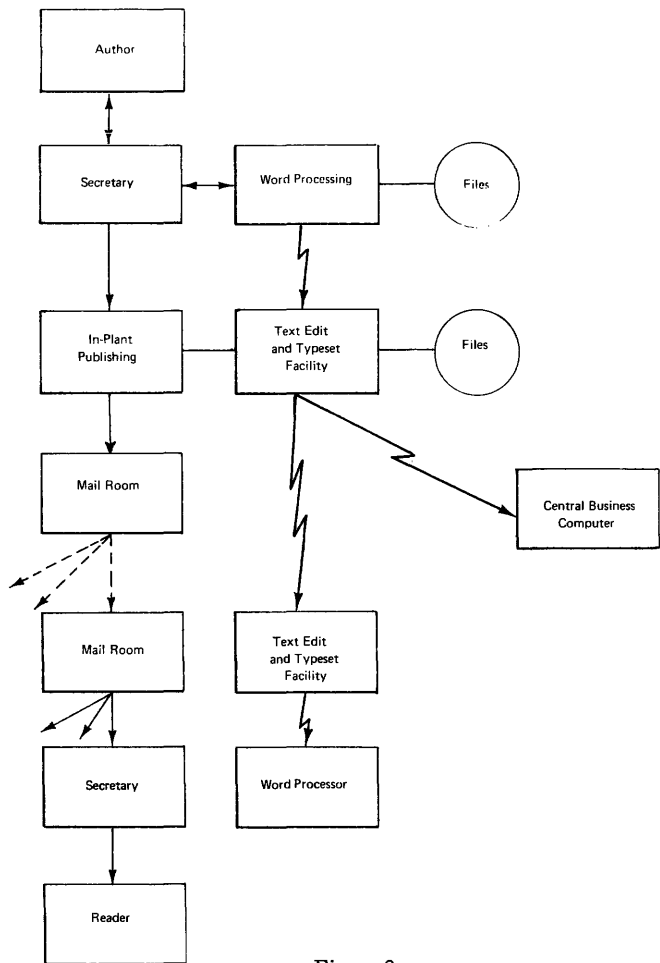 Author
Secretary
Word Processing
Files
In-Plant
Publishing
Text Edit
and Typeset
Facility
Files
Mail Room
Central Business
Computer
Mail Room
Text Edit
and Typeset
Facility
Secretary
Word Processor
Reader